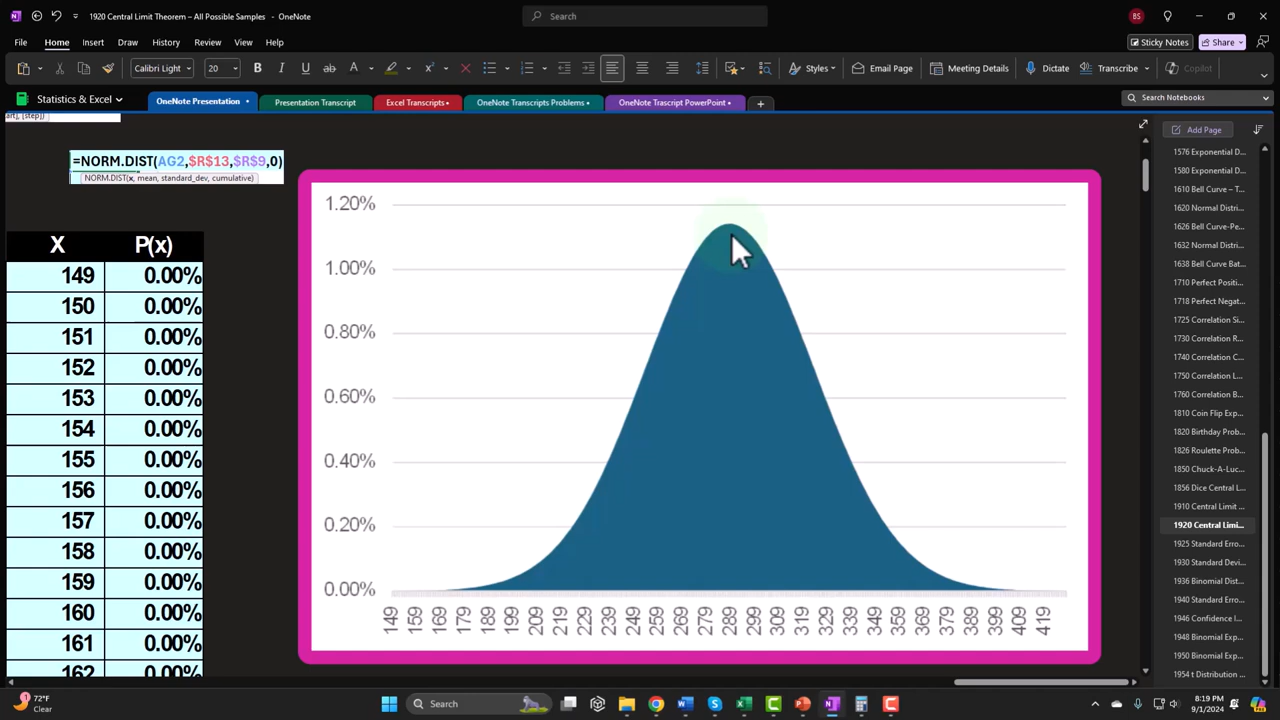 1920 Central Limit Theorem – All Possible Samples - OneNote
Search
BS
File
Home
Insert
Draw
History
Review
View
Help
Sticky Notes
Share
Calibri Light
20
Styles
Email Page
Meeting Details
Dictate
Transcribe
Copilot
Statistics & Excel
OneNote Presentation
Presentation Transcript
Excel Transcripts
OneNote Transcripts Problems
OneNote Trascript PowerPoint
Search Notebooks
Add Page
=NORM.DIST(AG2,$R$13,$R$9,0)
NORM.DIST(x, mean, standard_dev, cumulative)
X P(x)
149 0.00%
150 0.00%
151 0.00%
152 0.00%
153 0.00%
154 0.00%
155 0.00%
156 0.00%
157 0.00%
158 0.00%
159 0.00%
160 0.00%
161 0.00%
162 0.00%
1.20%
1.00%
0.80%
0.60%
0.40%
0.20%
0.00%
149 159 169 179 189 199 209 219 229 239 249 259 269 279 289 299 309 319 329 339 349 359 369 379 389 399 409 419
1576 Exponential D...
1580 Exponential D...
1610 Bell Curve – T...
1620 Normal Distri...
1626 Bell Curve-Pe...
1632 Normal Distri...
1638 Bell Curve Bat...
1710 Perfect Positi...
1718 Perfect Negat...
1725 Correlation Si...
1730 Correlation R...
1740 Correlation C...
1750 Correlation L...
1760 Correlation B...
1810 Coin Flip Exp...
1820 Birthday Prob...
1826 Roulette Prob...
1850 Chuck-A-Luc...
1856 Dice Central L...
1910 Central Limit ...
1920 Central Limi...
1925 Standard Erro...
1930 Standard Devi...
1936 Binomial Dist...
1940 Standard Erro...
1946 Confidence I...
1948 Binomial Exp...
1950 Binomial Exp...
1954 t Distribution ...
72°F
Clear
Search
8:19 PM
9/1/2024